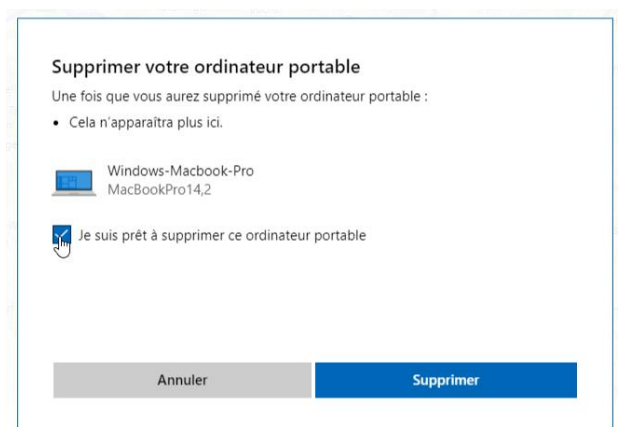 Supprimer votre ordinateur portable
Une fois que vous aurez supprimé votre ordinateur portable :
• Cela n'apparaîtra plus ici.
Windows-Macbook-Pro
MacBookPro14,2
Je suis prêt à supprimer ce ordinateur portable
Annuler
Supprimer